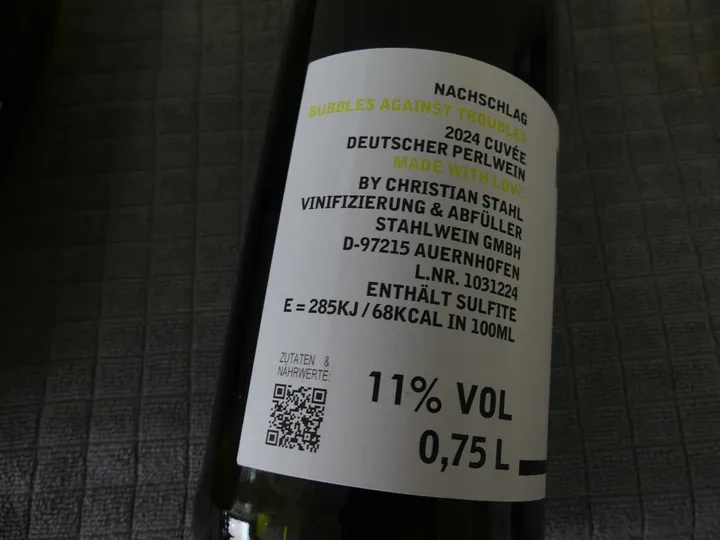 NACHSCHLAG
BUBBLES AGAINST TROUBLES
2024 CUVÉE
DEUTSCHER PERLWEIN
MADE WITH LOVE
BY CHRISTIAN STAHL
VINIFIZIERUNG & ABFÜLLER
STAHLWEIN GMBH
D-97215 AUERNHOFEN
L.NR. 1031224
ENTHÄLT SULFITE
E = 285KJ / 68KCAL IN 100ML
ZUTATEN &
NÄHRWERTE:
11% VOL
0,75 L